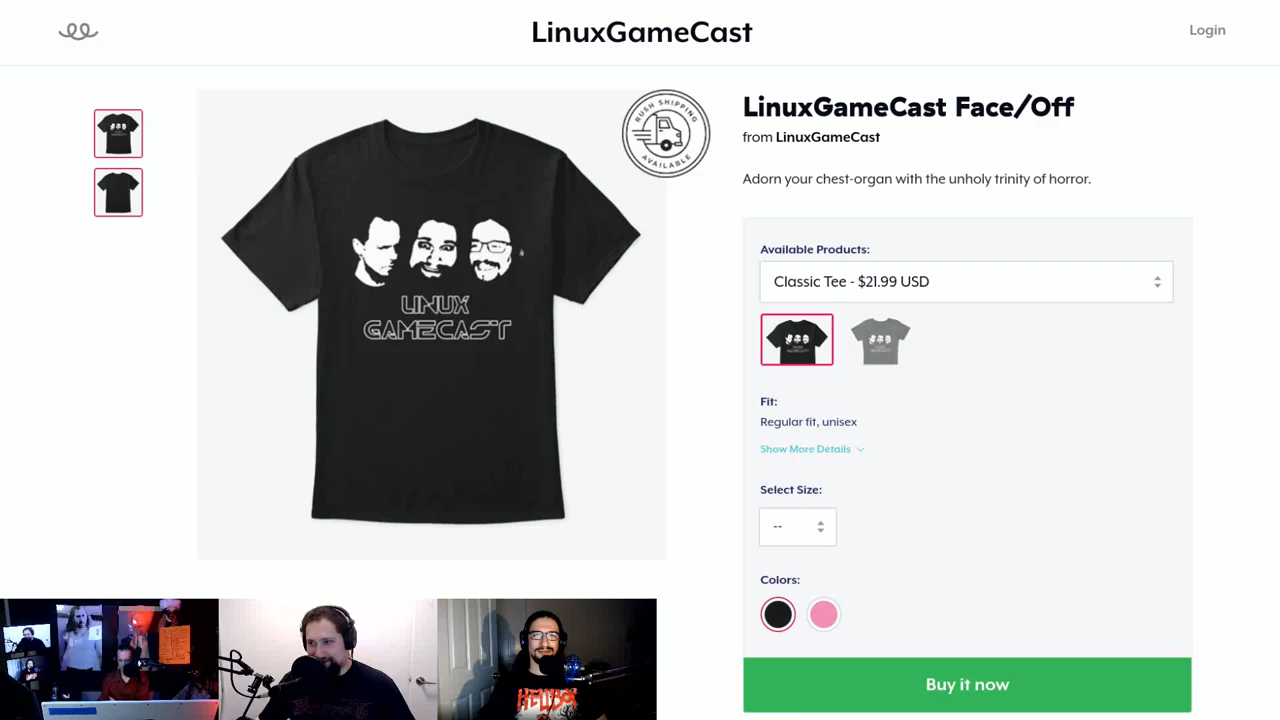 LinuxGameCast
Login
RUSH SHIPPING
AVAILABLE
LINUX
GAMECAST
LinuxGameCast Face/Off
from LinuxGameCast
Adorn your chest-organ with the unholy trinity of horror.
Available Products:
Classic Tee - $21.99 USD
Fit:
Regular fit, unisex
Show More Details
Select Size:
--
Colors:
Buy it now
HELLBOY